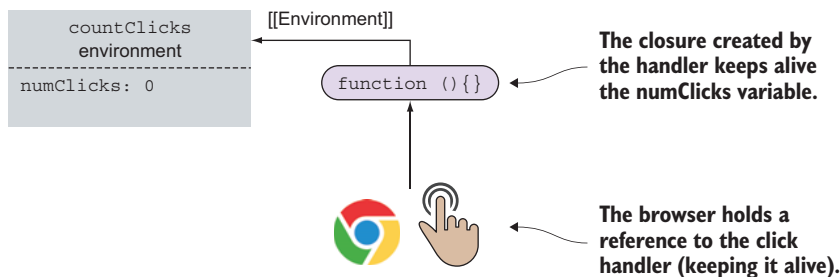 countClicks
environment
numClicks: 0
[[Environment]]
function (){}
The closure created by
the handler keeps alive
the numClicks variable.
The browser holds a
reference to the click
handler (keeping it alive).